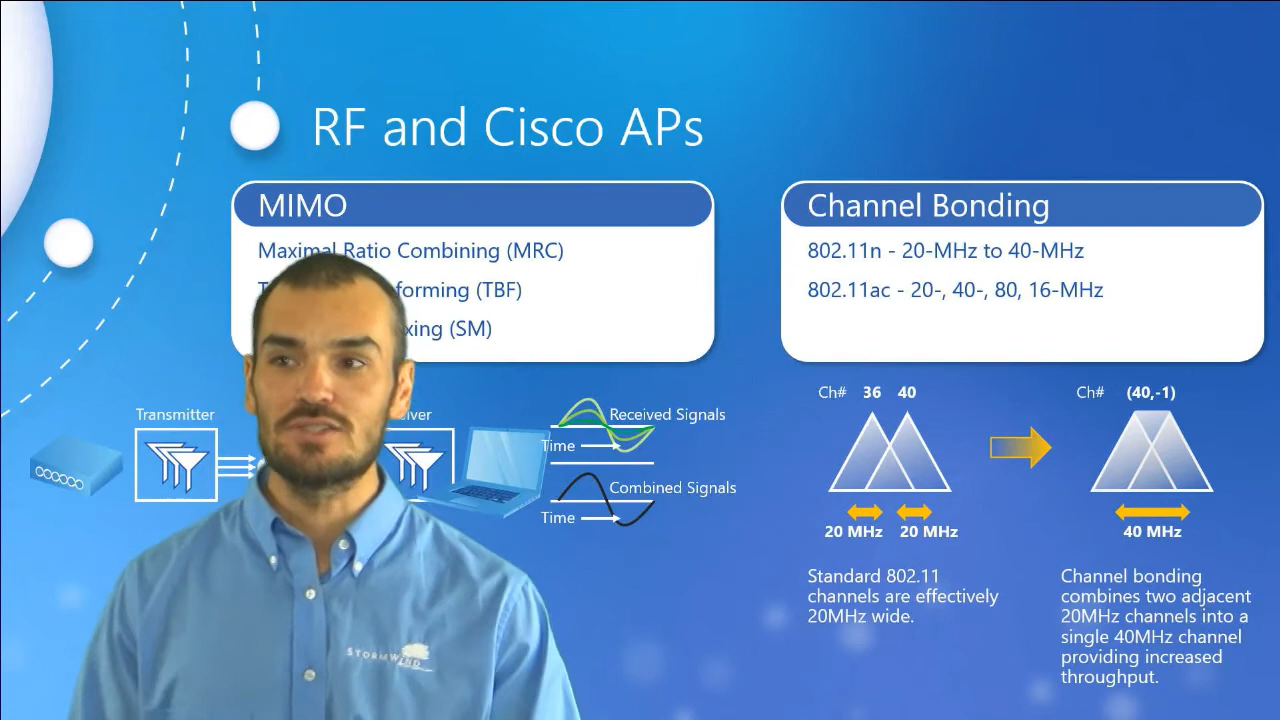 RF and Cisco APs
MIMO
Maximal Ratio Combining (MRC)
(TBF)
(SM)
Transmitter
Received Signals
Time
Combined Signals
Time
Channel Bonding
802.11n - 20-MHz to 40-MHz
802.11ac - 20-, 40-, 80, 16-MHz
Ch# 36 40
20 MHz 20 MHz
Standard 802.11
channels are effectively
20MHz wide.
Ch# (40,-1)
40 MHz
Channel bonding
combines two adjacent
20MHz channels into a
single 40MHz channel
providing increased
throughput.
STORMWIND